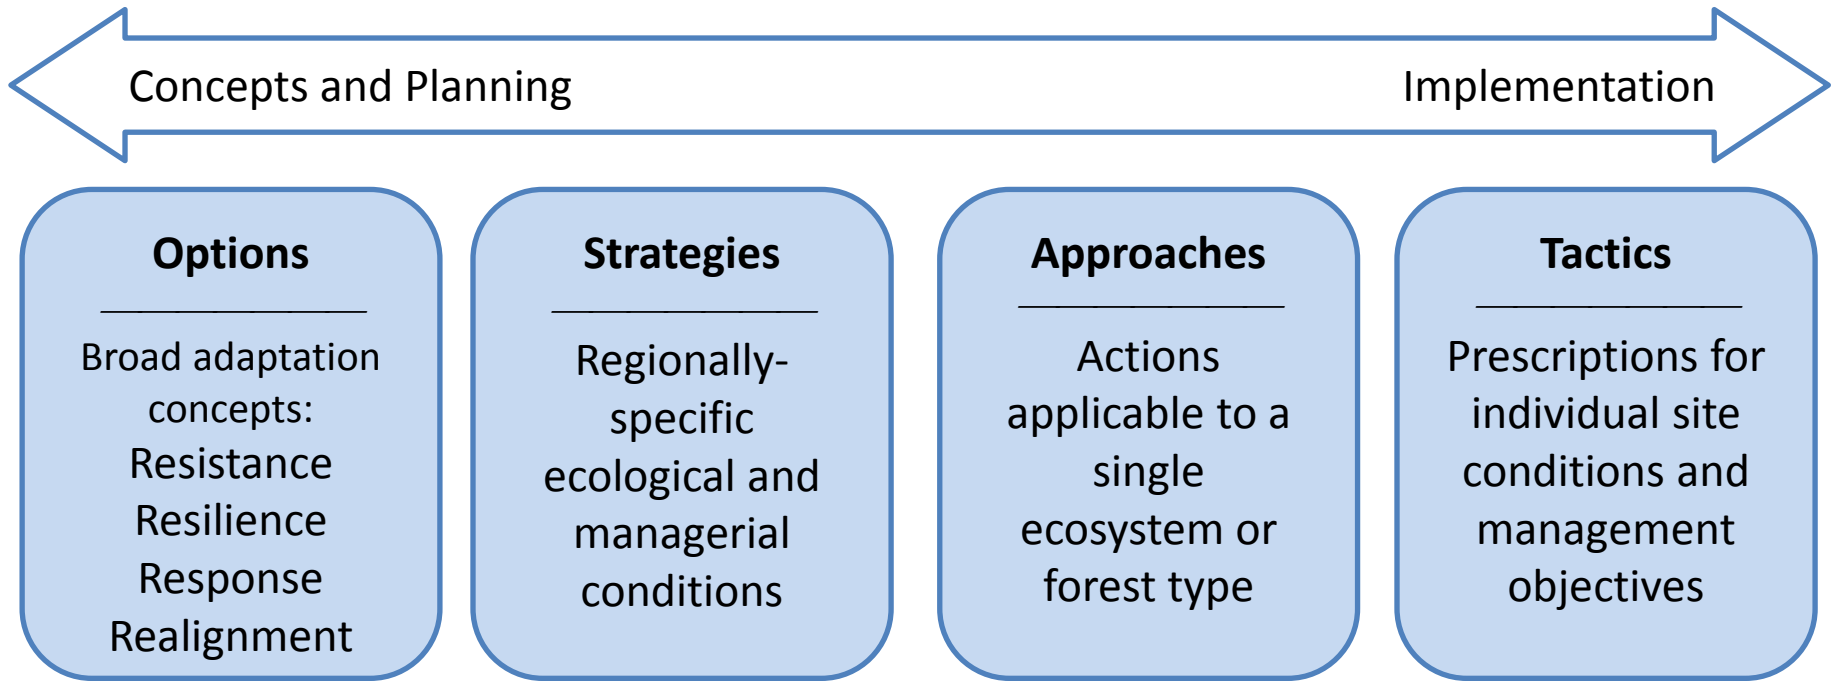 Concepts and Planning
Implementation
Options
Broad adaptation
concepts:
Resistance
Resilience
Response
Realignment
Strategies
Regionally-
specific
ecological and
managerial
conditions
Approaches
Actions
applicable to a
single
ecosystem or
forest type
Tactics
Prescriptions for
individual site
conditions and
management
objectives